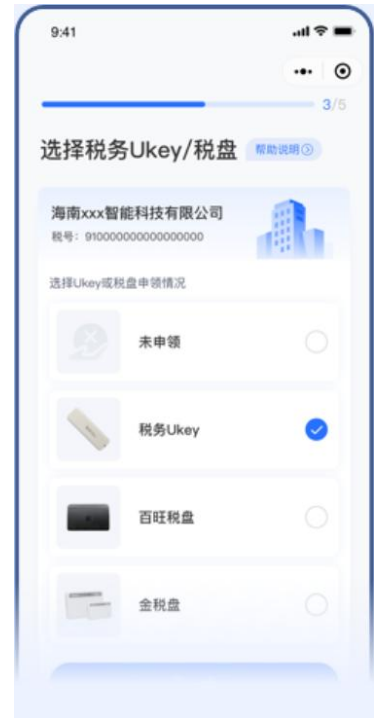 9:41
3/5
选择税务Ukey/税盘 帮助说明
海南xxx智能科技有限公司
税号：910000000000000000
选择Ukey或税盘申领情况
未申领
税务Ukey
百旺税盘
金税盘